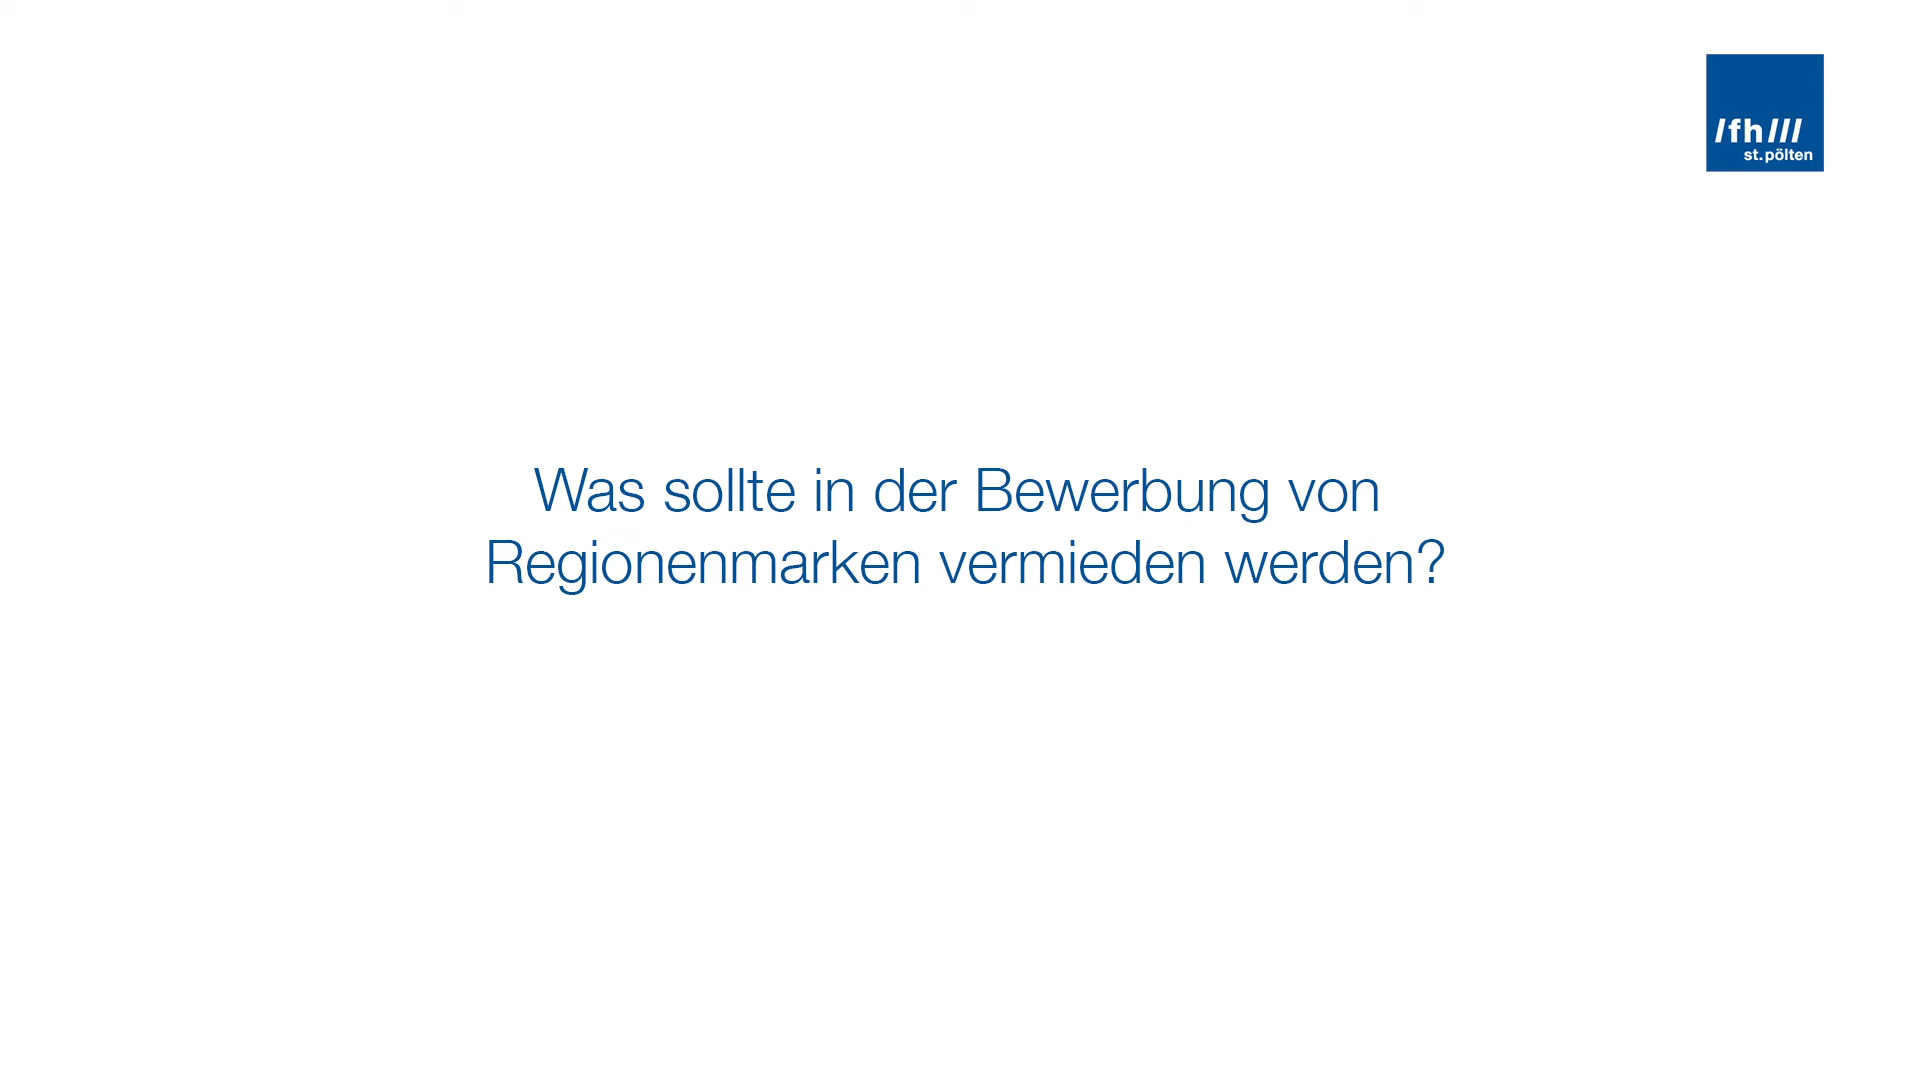 /fh///
st.pölten
Was sollte in der Bewerbung von
Regionenmarken vermieden werden?